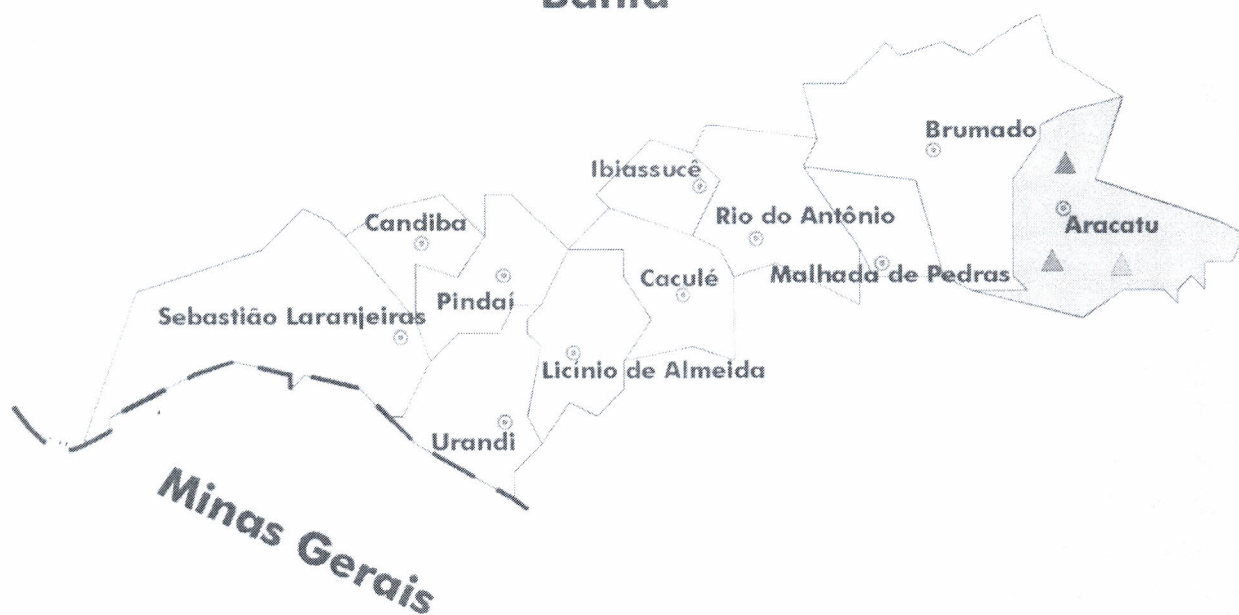 Bahia
Brumado
Ibiassucê
Rio do Antônio
Candiba
Aracatu
Malhada de Pedras
Caculé
Pindaí
Sebastião Laranjeiras
Licínio de Almeida
Urandi
Minas Gerais